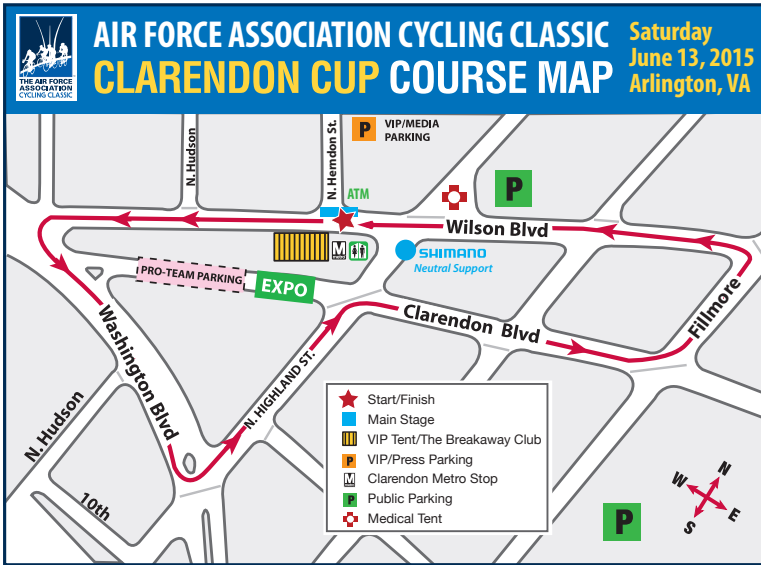 AIR FORCE ASSOCIATION CYCLING CLASSIC
CLARENDON CUP COURSE MAP
Saturday
June 13, 2015
Arlington, VA
THE AIR FORCE
ASSOCIATION
CYCLING CLASSIC
N. Hudson
N. Herndon St.
P
VIP/MEDIA
PARKING
ATM
P
Wilson Blvd
M
metro
SHIMANO
Neutral Support
PRO-TEAM PARKING
EXPO
Clarendon Blvd
Fillmore
Washington Blvd
N. HIGHLAND ST.
N. Hudson
10th
Start/Finish
Main Stage
VIP Tent/The Breakaway Club
P VIP/Press Parking
M Clarendon Metro Stop
P Public Parking
Medical Tent
P
N
W
E
S